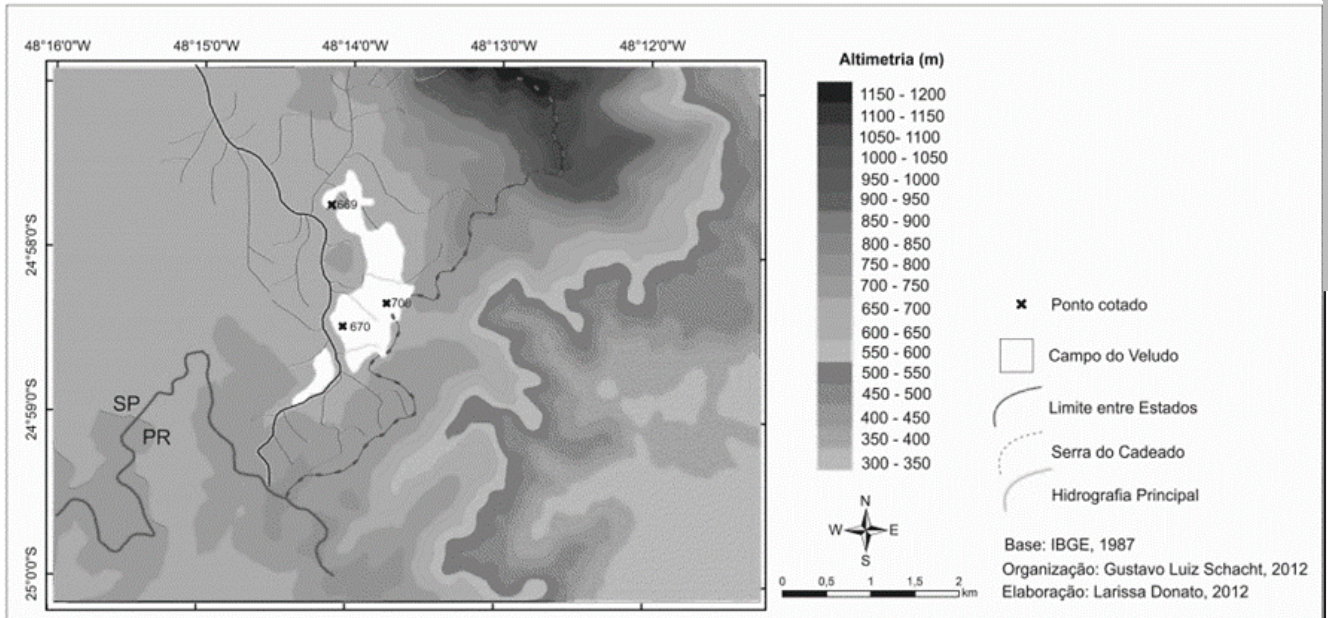 48°16'0"W 48°15'0"W 48°14'0"W 48°13'0"W 48°12'0"W
24°58'0"S
24°59'0"S
25°0'0"S
669
700
670
SP
PR
Altimetria (m)
1150 - 1200
1100 - 1150
1050- 1100
1000 - 1050
950 - 1000
900 - 950
850 - 900
800 - 850
750 - 800
700 - 750
650 - 700
600 - 650
550 - 600
500 - 550
450 - 500
400 - 450
350 - 400
300 - 350
Ponto cotado
Campo do Veludo
Limite entre Estados
Serra do Cadeado
Hidrografia Principal
N
W E
S
0 0,5 1 1,5 2
km
Base: IBGE, 1987
Organização: Gustavo Luiz Schacht, 2012
Elaboração: Larissa Donato, 2012